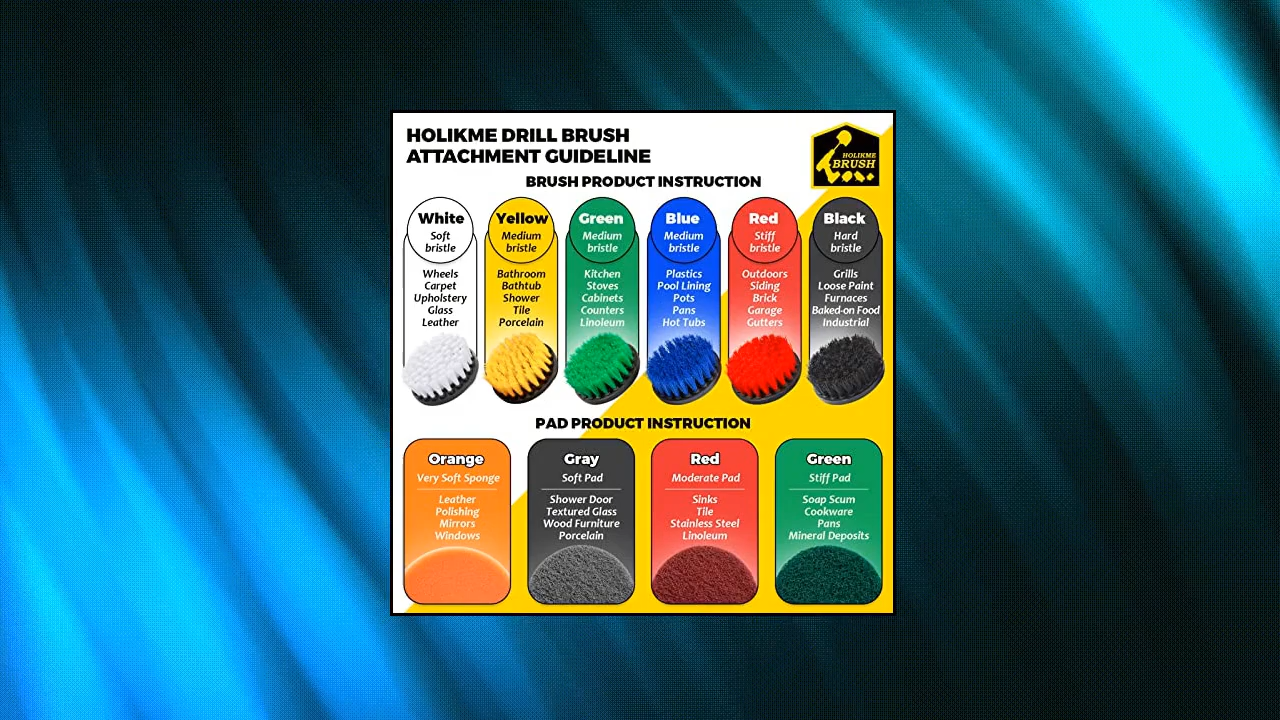 HOLIKME DRILL BRUSH
ATTACHMENT GUIDELINE
HOLIKME
BRUSH
BRUSH PRODUCT INSTRUCTION
White
Soft
bristle
Wheels
Carpet
Upholstery
Glass
Leather
Yellow
Medium
bristle
Bathroom
Bathtub
Shower
Tile
Porcelain
Green
Medium
bristle
Kitchen
Stoves
Cabinets
Counters
Linoleum
Blue
Medium
bristle
Plastics
Pool Lining
Pots
Pans
Hot Tubs
Red
Stiff
bristle
Outdoors
Siding
Brick
Garage
Gutters
Black
Hard
bristle
Grills
Loose Paint
Furnaces
Baked-on Food
Industrial
PAD PRODUCT INSTRUCTION
Orange
Very Soft Sponge
Leather
Polishing
Mirrors
Windows
Gray
Soft Pad
Shower Door
Textured Glass
Wood Furniture
Porcelain
Red
Moderate Pad
Sinks
Tile
Stainless Steel
Linoleum
Green
Stiff Pad
Soap Scum
Cookware
Pans
Mineral Deposits